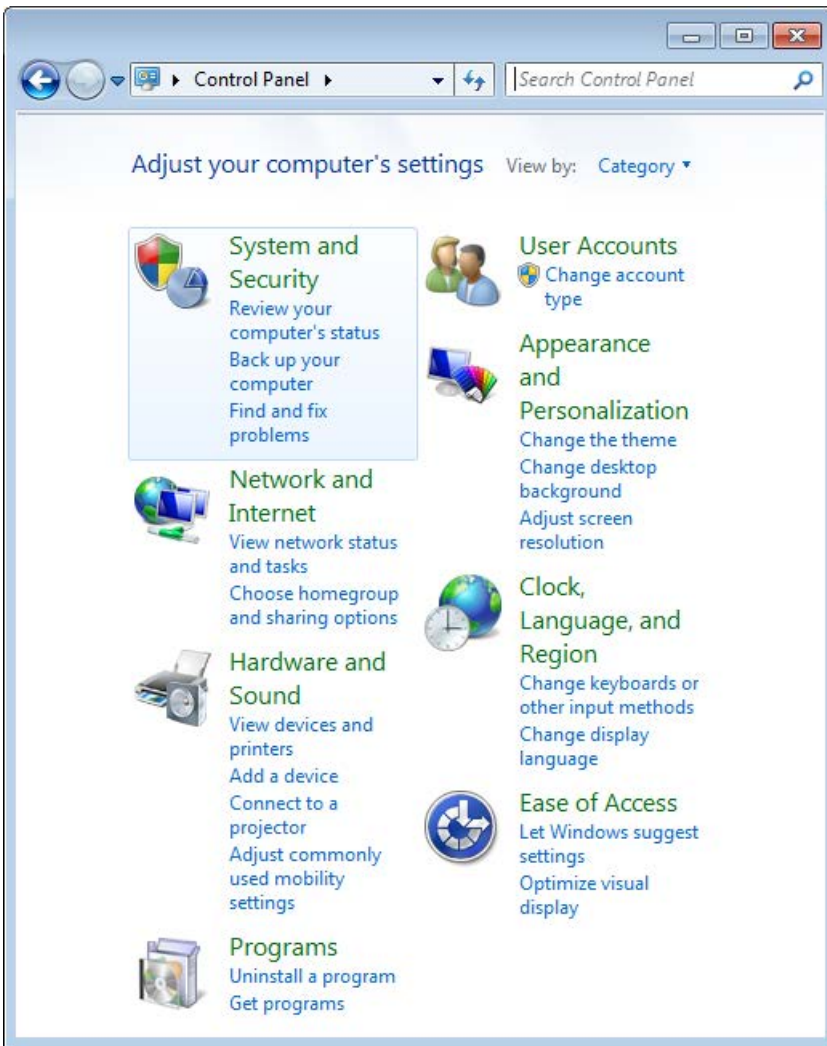 Control Panel
Search Control Panel
Adjust your computer's settings View by: Category
System and
Security
Review your
computer's status
Back up your
computer
Find and fix
problems
Network and
Internet
View network status
and tasks
Choose homegroup
and sharing options
Hardware and
Sound
View devices and
printers
Add a device
Connect to a
projector
Adjust commonly
used mobility
settings
Programs
Uninstall a program
Get programs
User Accounts
Change account
type
Appearance
and
Personalization
Change the theme
Change desktop
background
Adjust screen
resolution
Clock,
Language, and
Region
Change keyboards or
other input methods
Change display
language
Ease of Access
Let Windows suggest
settings
Optimize visual
display